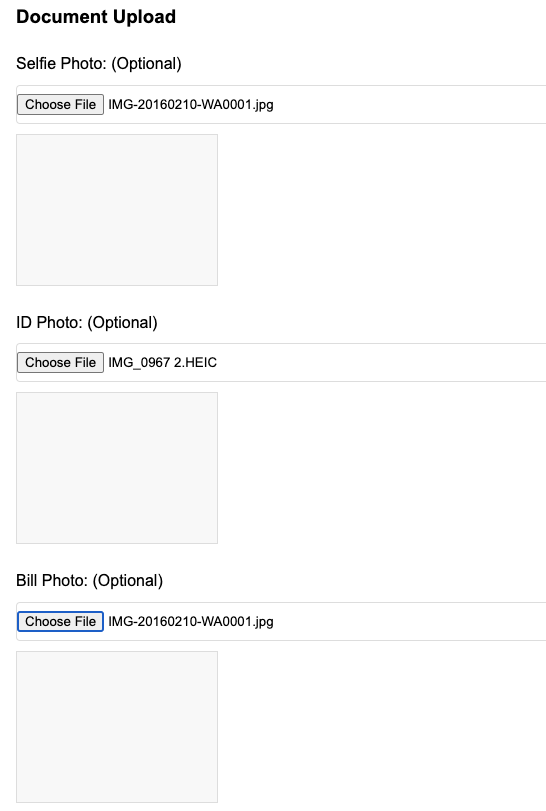 Document Upload
Selfie Photo: (Optional)
Choose File IMG-20160210-WA0001.jpg
ID Photo: (Optional)
Choose File IMG_0967 2.HEIC
Bill Photo: (Optional)
Choose File IMG-20160210-WA0001.jpg